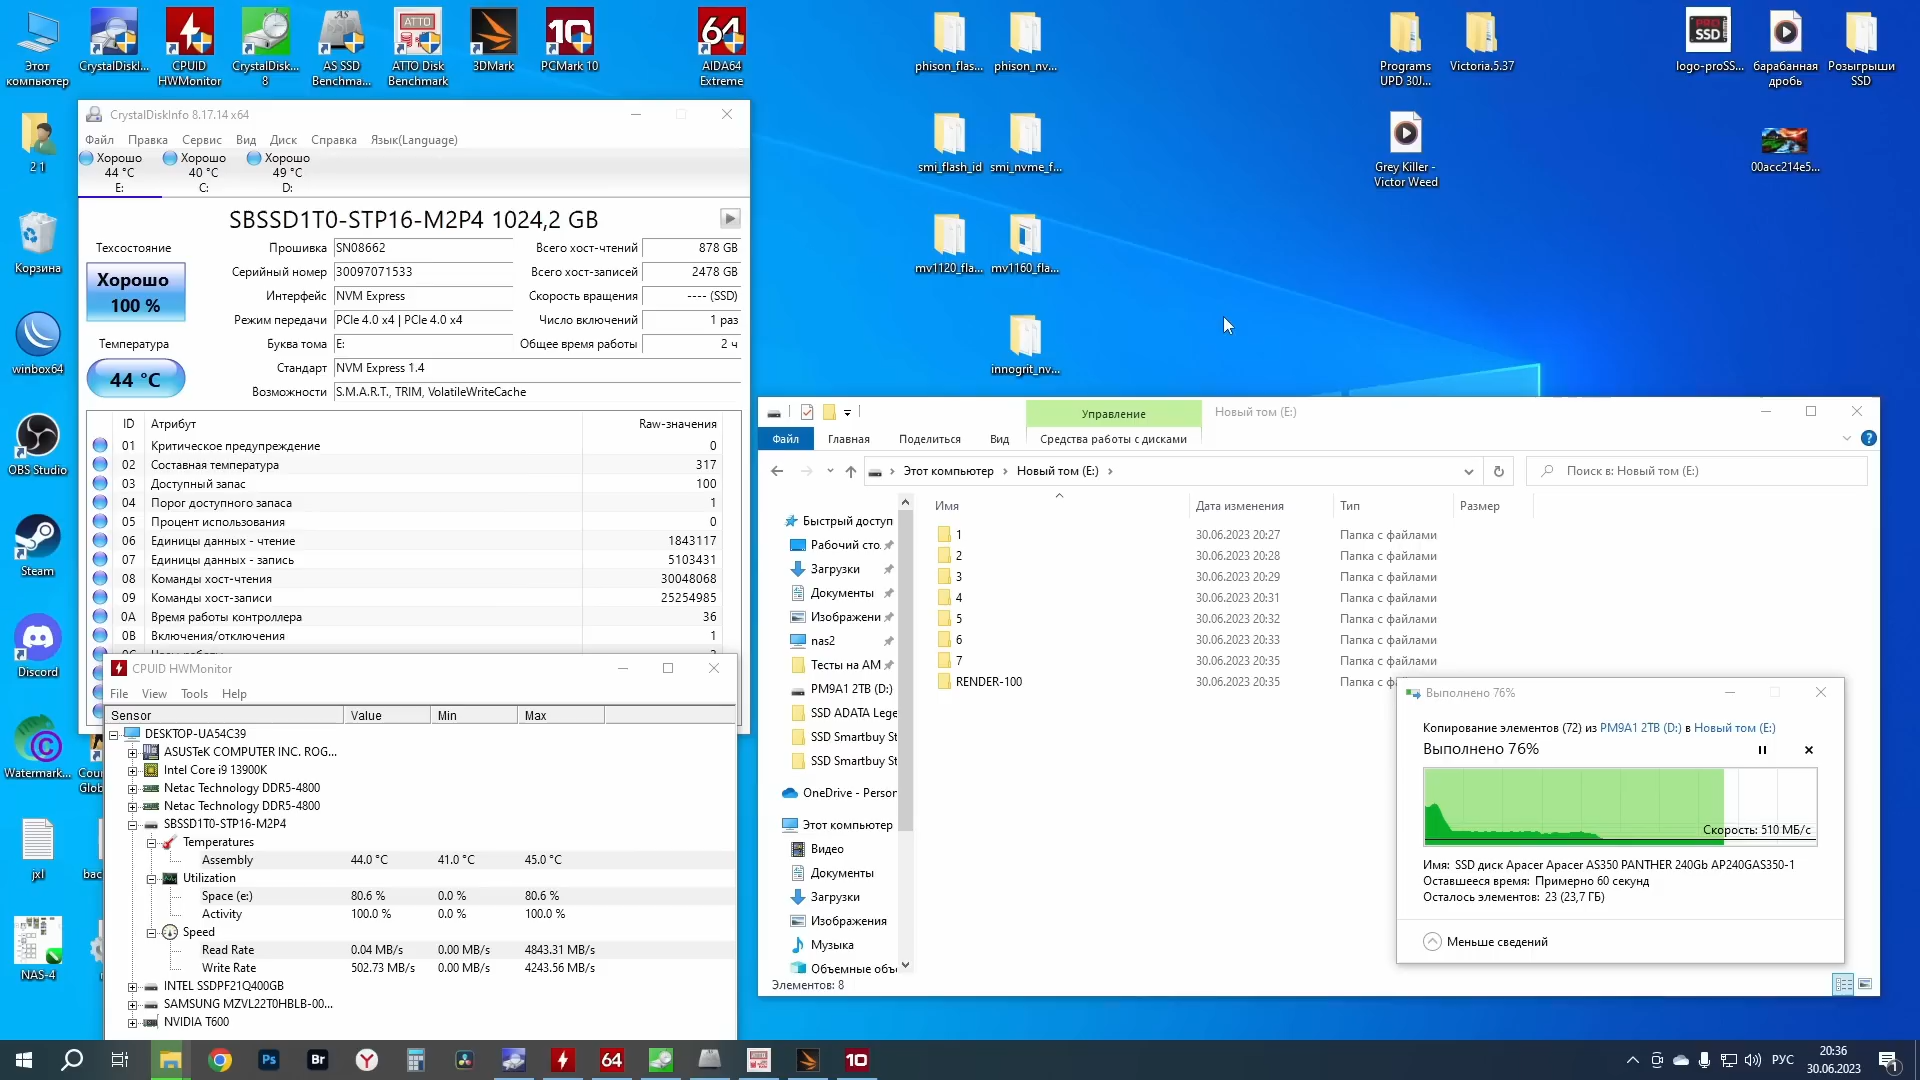 Этот компьютер
CrystalDiskI...
CPUID HWMonitor
CrystalDisk... 8
AS SSD Benchma...
ATTO Disk Benchmark
3DMark
PCMark 10
AIDA64 Extreme
phison_flas...
phison_nv...
Programs UPD 30J...
Victoria.5.37
logo-proSS...
барабанная дробь
Розыгрыши SSD
2 1
Корзина
winbox64
OBS Studio
Steam
Discord
Watermark...
Cou Glob
jxl
bac
NAS-4
smi_flash_id
smi_nvme_f...
Grey Killer - Victor Weed
00acc214e5...
mv1120_fla...
mv1160_fla...
innogrit_nv...
CrystalDiskInfo 8.17.14 x64
Файл Правка Сервис Вид Диск Справка Язык(Language)
Хорошо Хорошо Хорошо
44 °C 40 °C 49 °C
E: C: D:
SBSSD1T0-STP16-M2P4 1024,2 GB
Техсостояние
Хорошо
100 %
Температура
44 °C
Прошивка SN08662 Всего хост-чтений 878 GB
Серийный номер 30097071533 Всего хост-записей 2478 GB
Интерфейс NVM Express Скорость вращения ---- (SSD)
Режим передачи PCIe 4.0 x4 | PCIe 4.0 x4 Число включений 1 раз
Буква тома E: Общее время работы 2 ч
Стандарт NVM Express 1.4
Возможности S.M.A.R.T., TRIM, VolatileWriteCache
ID Атрибут Raw-значения
01 Критическое предупреждение 0
02 Составная температура 317
03 Доступный запас 100
04 Порог доступного запаса 1
05 Процент использования 0
06 Единицы данных - чтение 1843117
07 Единицы данных - запись 5103431
08 Команды хост-чтения 30048068
09 Команды хост-записи 25254985
0A Время работы контроллера 36
0B Включения/отключения 1
CPUID HWMonitor
File View Tools Help
Sensor Value Min Max
DESKTOP-UA54C39
ASUSTeK COMPUTER INC. ROG...
Intel Core i9 13900K
Netac Technology DDR5-4800
Netac Technology DDR5-4800
SBSSD1T0-STP16-M2P4
Temperatures
Assembly 44.0 °C 41.0 °C 45.0 °C
Utilization
Space (e:) 80.6 % 0.0 % 80.6 %
Activity 100.0 % 0.0 % 100.0 %
Speed
Read Rate 0.04 MB/s 0.00 MB/s 4843.31 MB/s
Write Rate 502.73 MB/s 0.00 MB/s 4243.56 MB/s
INTEL SSDPF21Q400GB
SAMSUNG MZVL22T0HBLB-00...
NVIDIA T600
Управление Новый том (E:)
Файл Главная Поделиться Вид Средства работы с дисками
Этот компьютер Новый том (E:)
Поиск в: Новый том (E:)
Быстрый доступ
Рабочий сто.
Загрузки
Документы
Изображени
nas2
Тесты на АМ
PM9A1 2TB (D:)
SSD ADATA Lege
SSD Smartbuy St
SSD Smartbuy St
OneDrive - Person
Этот компьютер
Видео
Документы
Загрузки
Изображения
Музыка
Объемные объ
Имя Дата изменения Тип Размер
1 30.06.2023 20:27 Папка с файлами
2 30.06.2023 20:28 Папка с файлами
3 30.06.2023 20:29 Папка с файлами
4 30.06.2023 20:31 Папка с файлами
5 30.06.2023 20:32 Папка с файлами
6 30.06.2023 20:33 Папка с файлами
7 30.06.2023 20:35 Папка с файлами
RENDER-100 30.06.2023 20:35 Папка с ф
Элементов: 8
Выполнено 76%
Копирование элементов (72) из PM9A1 2TB (D:) в Новый том (E:)
Выполнено 76%
Скорость: 510 МБ/с
Имя: SSD диск Apacer Apacer AS350 PANTHER 240Gb AP240GAS350-1
Оставшееся время: Примерно 60 секунд
Осталось элементов: 23 (23,7 ГБ)
Меньше сведений
РУС
20:36
30.06.2023